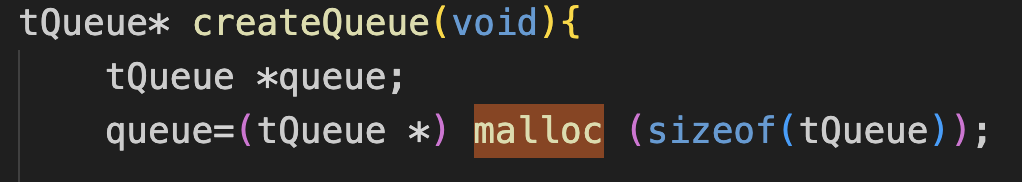 tQueue* createQueue(void){
tQueue *queue;
queue=(tQueue *) malloc (sizeof(tQueue));